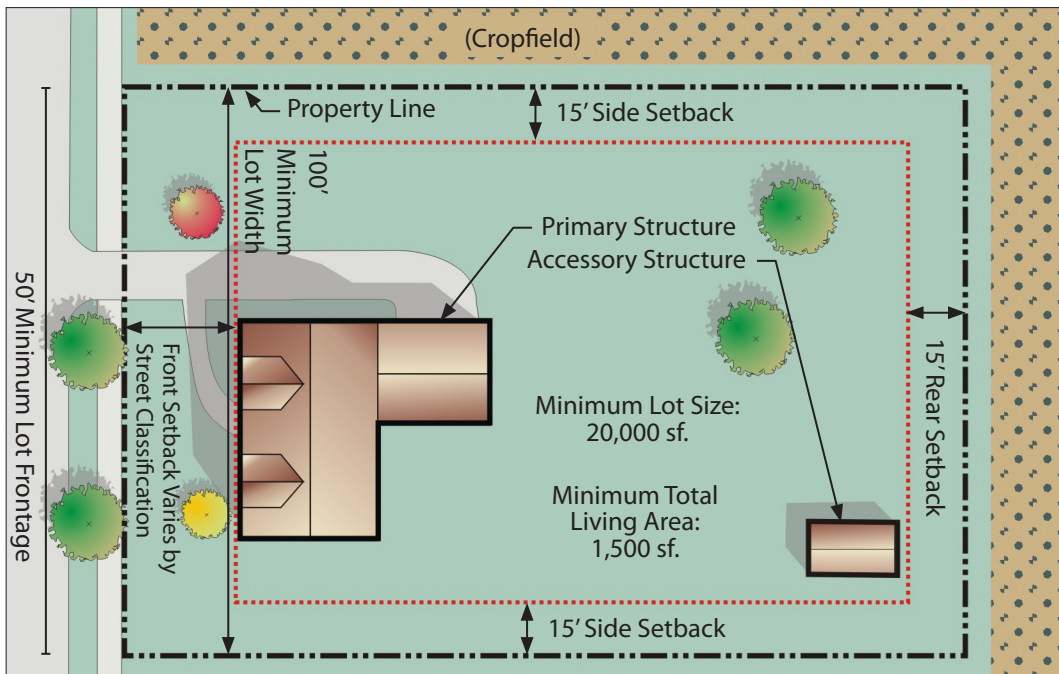 (Cropfield)
Property Line
15’ Side Setback
100’
Minimum
Lot Width
Primary Structure
Accessory Structure
50’ Minimum Lot Frontage
Front Setback Varies by
Street Classification
15’ Rear Setback
Minimum Lot Size:
20,000 sf.
Minimum Total
Living Area:
1,500 sf.
15’ Side Setback